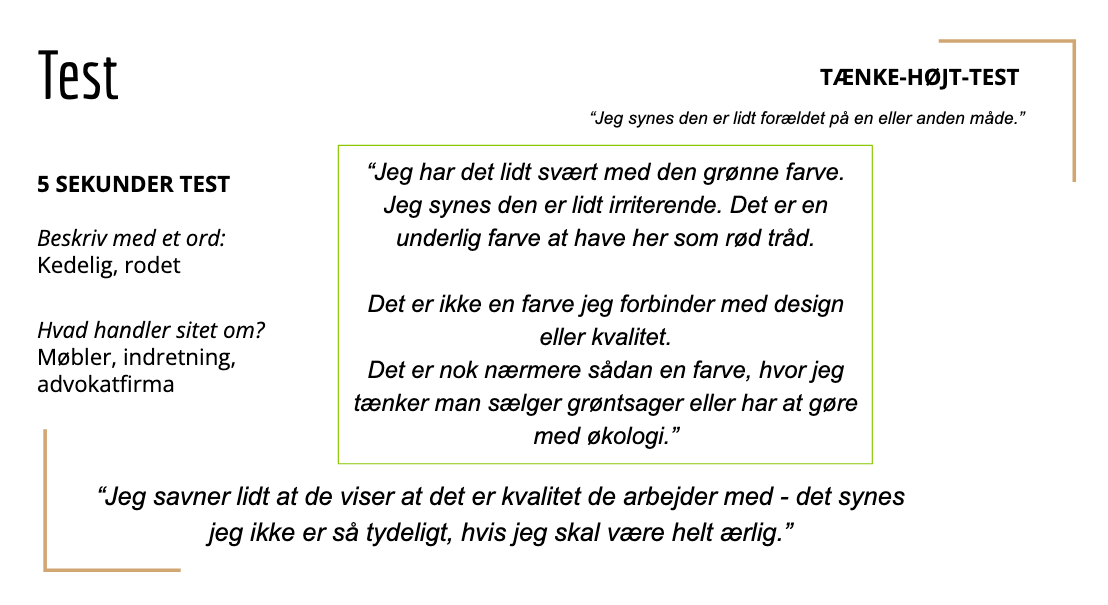 Test
TÆNKE-HØJT-TEST
“Jeg synes den er lidt forældet på en eller anden måde.”
5 SEKUNDER TEST
Beskriv med et ord:
Kedelig, rodet
Hvad handler sitet om?
Møbler, indretning,
advokatfirma
“Jeg har det lidt svært med den grønne farve.
Jeg synes den er lidt irriterende. Det er en
underlig farve at have her som rød tråd.
Det er ikke en farve jeg forbinder med design
eller kvalitet.
Det er nok nærmere sådan en farve, hvor jeg
tænker man sælger grøntsager eller har at gøre
med økologi.”
“Jeg savner lidt at de viser at det er kvalitet de arbejder med - det synes
jeg ikke er så tydeligt, hvis jeg skal være helt ærlig.”